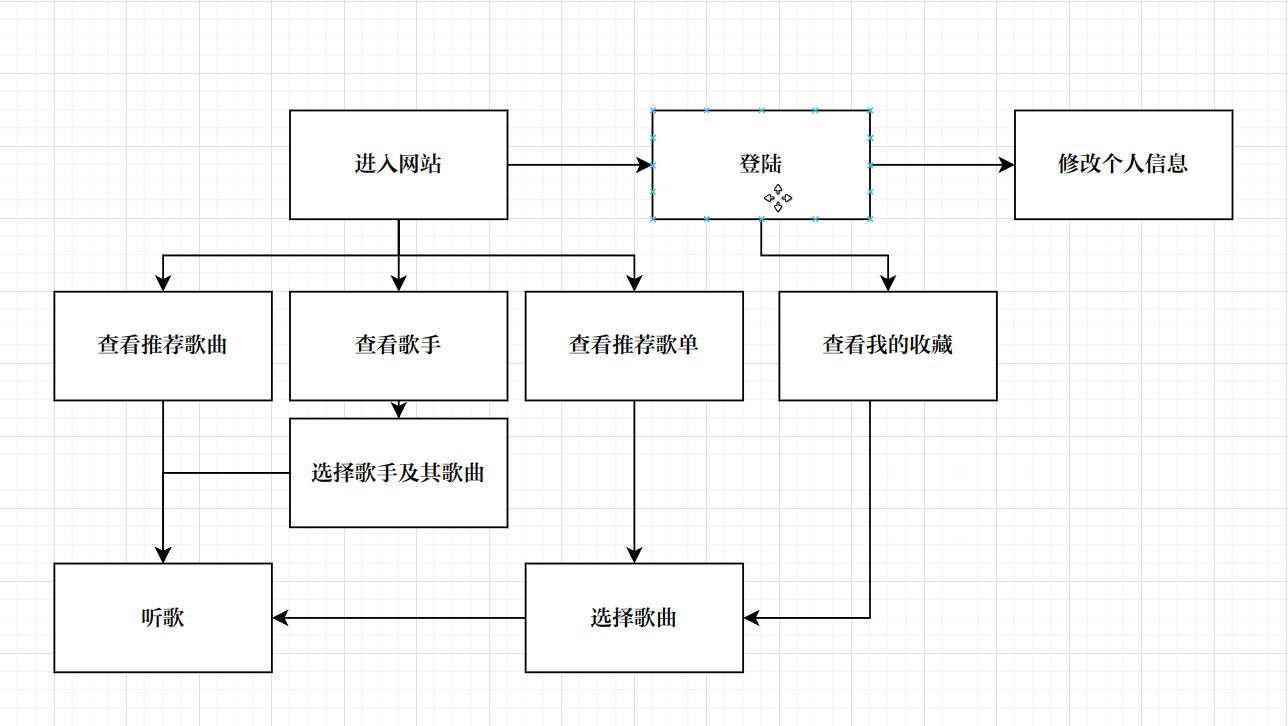 进入网站
登陆
修改个人信息
查看推荐歌曲
查看歌手
查看推荐歌单
查看我的收藏
选择歌手及其歌曲
听歌
选择歌曲